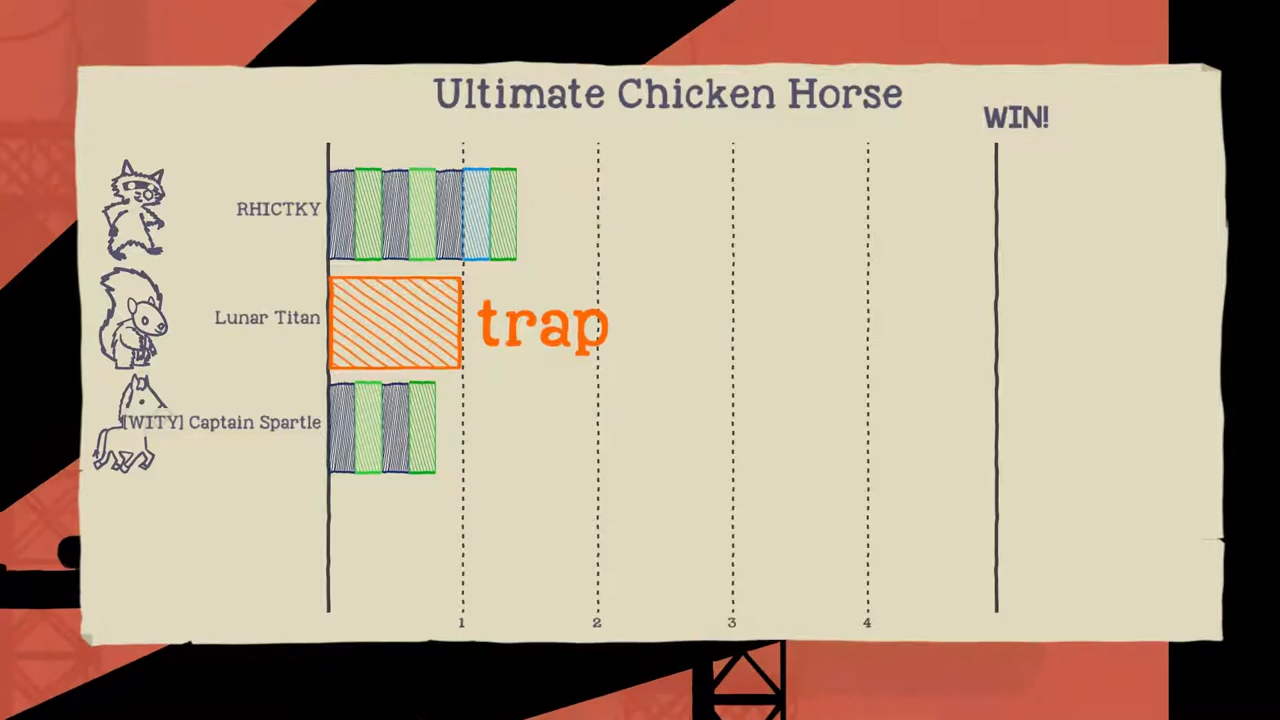 Ultimate Chicken Horse
WIN!
RHICTKY
Lunar Titan
trap
[WITY] Captain Spartle
1 2 3 4